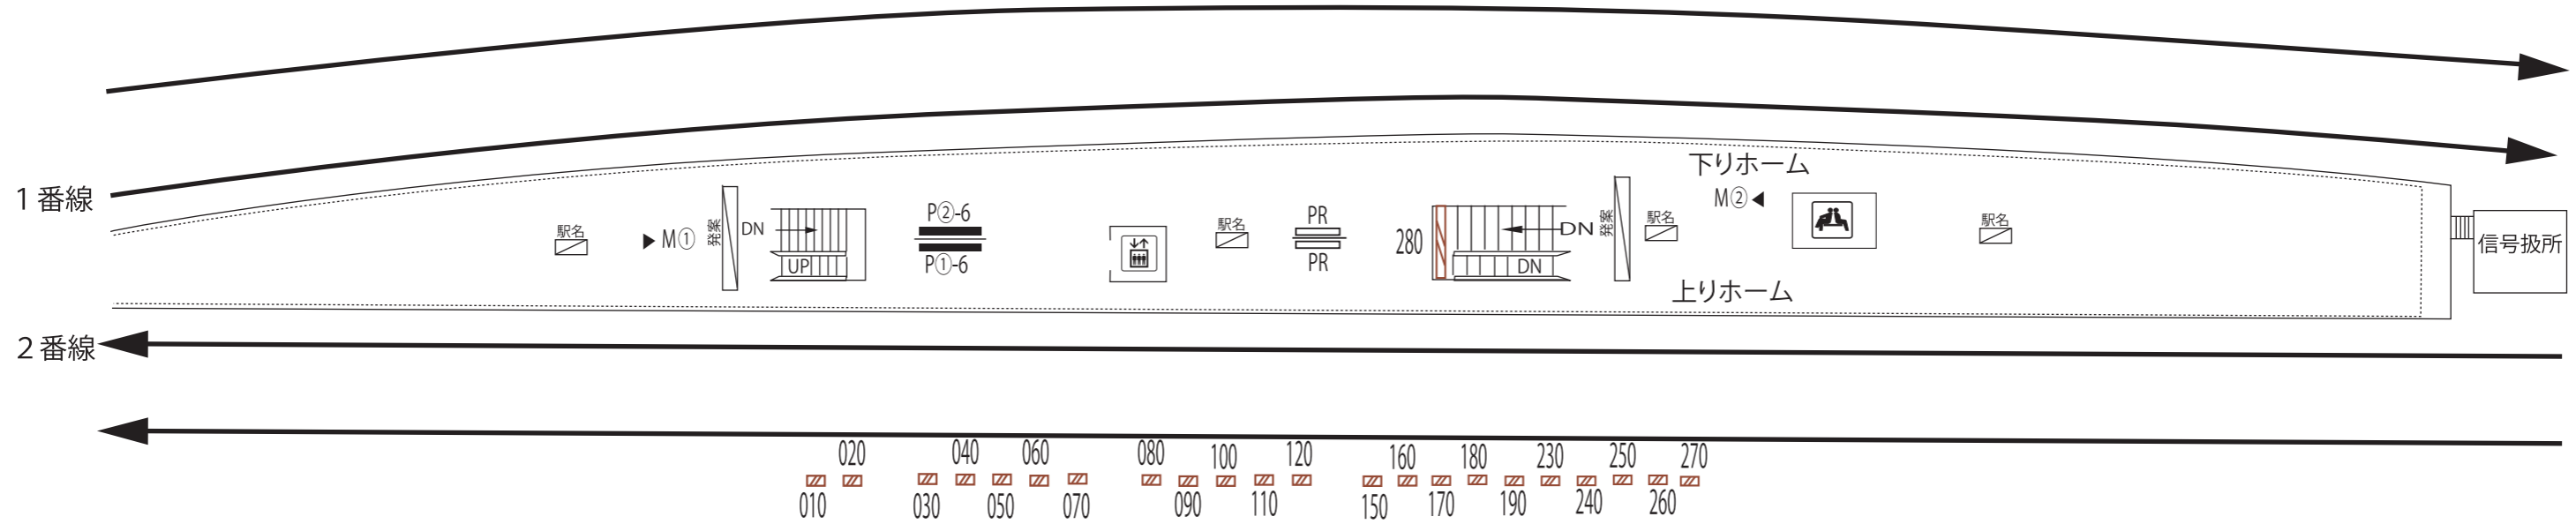 下りホーム
1番線
駅名
M①
発案
DN
UP
P②-6
P①-6
駅名
PR
PR
280
DN
DN
発案
駅名
M②
駅名
信号扱所
上りホーム
2番線
020 040 060 080 100 120 160 180 230 250 270
010 030 050 070 090 110 150 170 190 240 260